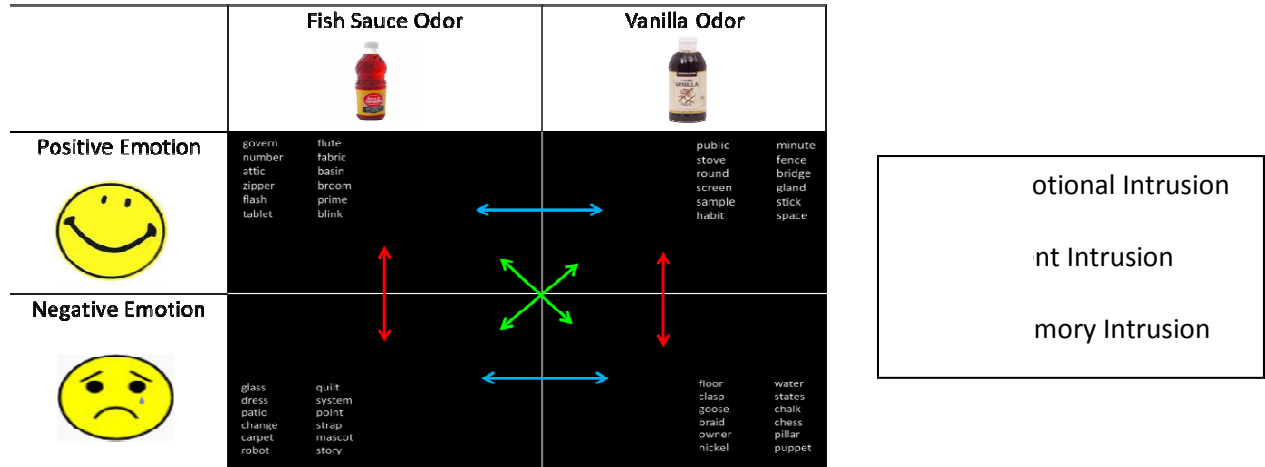 Fish Sauce Odor
Vanilla Odor
VANILLA
Positive Emotion
govern flute
number fabric
attic basin
zipper broom
flash prime
tablet blink
public minute
stove fence
round bridge
screen gland
sample stick
habit space
Negative Emotion
glass quilt
dress system
patio point
change strap
carpet mascot
robot story
floor water
clasp states
goose chalk
braid chess
owner pillar
nickel puppet
otional Intrusion
nt Intrusion
mory Intrusion